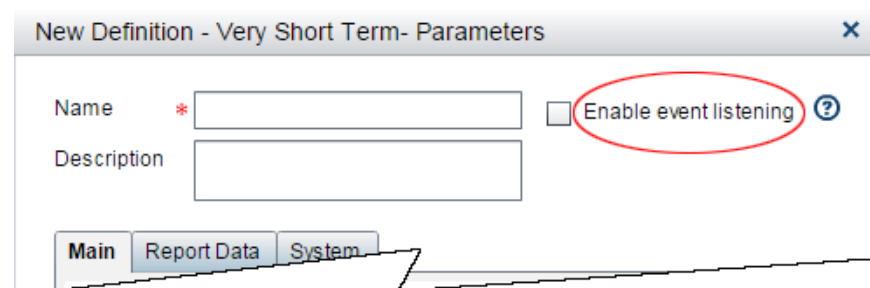 New Definition - Very Short Term- Parameters
Name * Enable event listening ?
Description
Main Report Data System